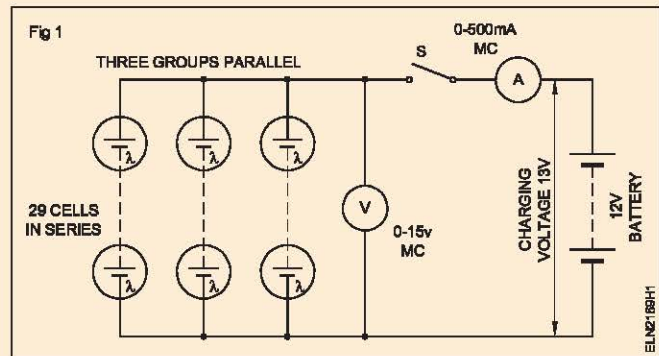 Fig 1
THREE GROUPS PARALLEL
S
0-500mA
MC
A
λ
λ
λ
29 CELLS
IN SERIES
V
0-15v
MC
CHARGING
VOLTAGE 13V
12V
BATTERY
λ
λ
λ
ELN2169H1